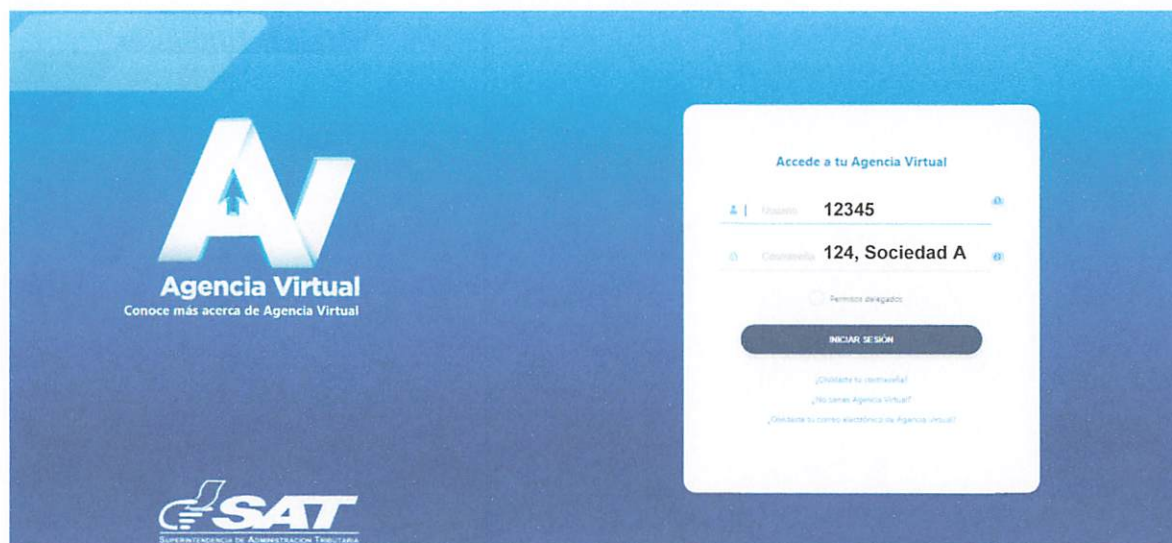 Agencia Virtual
Conoce más acerca de Agencia Virtual
SAT
SUPERINTENDENCIA DE ADMINISTRACIÓN TRIBUTARIA
Accede a tu Agencia Virtual
Usuario 12345
Contraseña 124, Sociedad A
Permisos delegados
INICIAR SESIÓN
¿Olvidaste tu contraseña?
¿No tienes Agencia Virtual?
¿Olvidaste tu correo electrónico de Agencia Virtual?